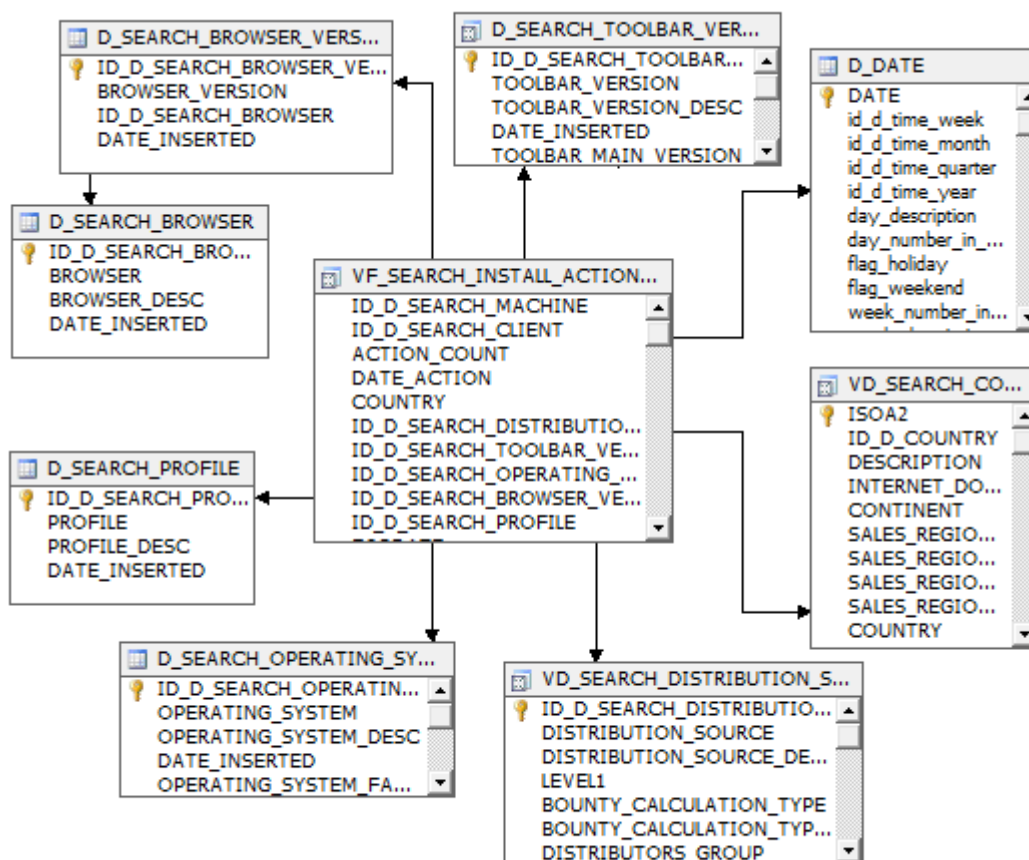 D_SEARCH_BROWSER_VERS...
ID_D_SEARCH_BROWSER_VE...
BROWSER_VERSION
ID_D_SEARCH_BROWSER
DATE_INSERTED
D_SEARCH_TOOLBAR_VER...
ID_D_SEARCH_TOOLBAR...
TOOLBAR_VERSION
TOOLBAR_VERSION_DESC
DATE_INSERTED
TOOLBAR_MAIN_VERSION
D_DATE
DATE
id_d_time_week
id_d_time_month
id_d_time_quarter
id_d_time_year
day_description
day_number_in_...
flag_holiday
flag_weekend
week_number_in...
D_SEARCH_BROWSER
ID_D_SEARCH_BRO...
BROWSER
BROWSER_DESC
DATE_INSERTED
VF_SEARCH_INSTALL_ACTION...
ID_D_SEARCH_MACHINE
ID_D_SEARCH_CLIENT
ACTION_COUNT
DATE_ACTION
COUNTRY
ID_D_SEARCH_DISTRIBUTIO...
ID_D_SEARCH_TOOLBAR_VE...
ID_D_SEARCH_OPERATING_...
ID_D_SEARCH_BROWSER_VE...
ID_D_SEARCH_PROFILE
VD_SEARCH_CO...
ISOA2
ID_D_COUNTRY
DESCRIPTION
INTERNET_DO...
CONTINENT
SALES_REGIO...
SALES_REGIO...
SALES_REGIO...
SALES_REGIO...
COUNTRY
D_SEARCH_PROFILE
ID_D_SEARCH_PRO...
PROFILE
PROFILE_DESC
DATE_INSERTED
D_SEARCH_OPERATING_SY...
ID_D_SEARCH_OPERATIN...
OPERATING_SYSTEM
OPERATING_SYSTEM_DESC
DATE_INSERTED
OPERATING_SYSTEM_FA...
VD_SEARCH_DISTRIBUTION_S...
ID_D_SEARCH_DISTRIBUTIO...
DISTRIBUTION_SOURCE
DISTRIBUTION_SOURCE_DE...
LEVEL1
BOUNTY_CALCULATION_TYPE
BOUNTY_CALCULATION_TYP...
DISTRIBUTORS_GROUP